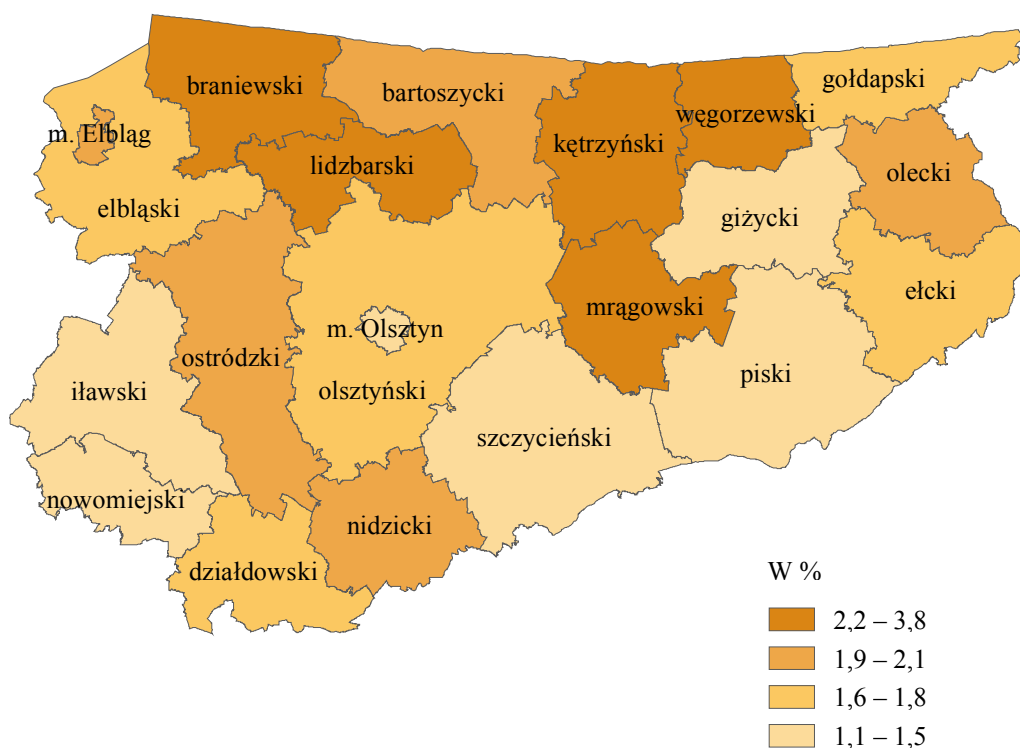 braniewski
bartoszycki
gołdapski
m. Elbląg
lidzbarski
kętrzyński
węgorzewski
elbląski
giżycki
olecki
ełcki
mrągowski
m. Olsztyn
ostródzki
olsztyński
iławski
piski
szczycieński
nowomiejski
nidzicki
działdowski
W %
2,2 – 3,8
1,9 – 2,1
1,6 – 1,8
1,1 – 1,5